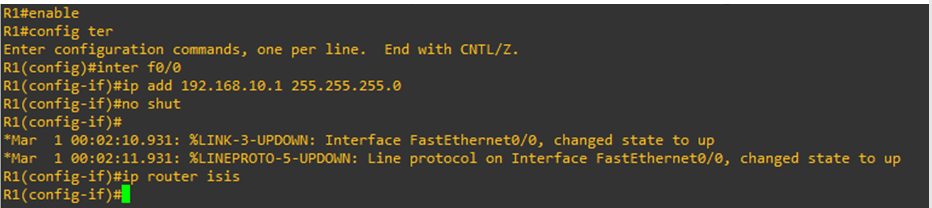 R1#enable
R1#config ter
Enter configuration commands, one per line.  End with CNTL/Z.
R1(config)#inter f0/0
R1(config-if)#ip add 192.168.10.1 255.255.255.0
R1(config-if)#no shut
R1(config-if)#
*Mar  1 00:02:10.931: %LINK-3-UPDOWN: Interface FastEthernet0/0, changed state to up
*Mar  1 00:02:11.931: %LINEPROTO-5-UPDOWN: Line protocol on Interface FastEthernet0/0, changed state to up
R1(config-if)#ip router isis
R1(config-if)#